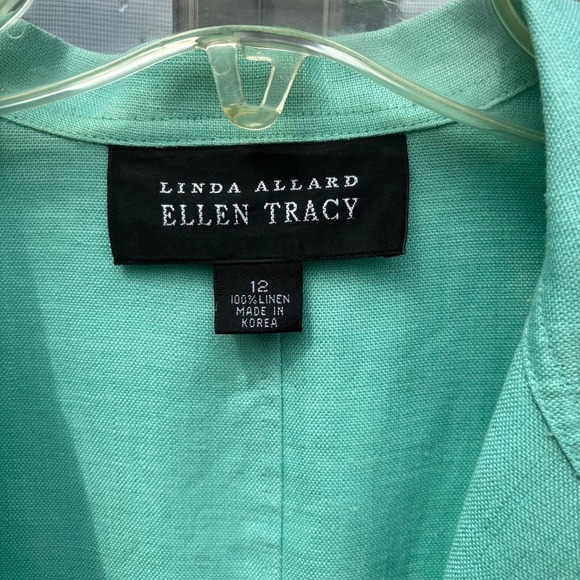 LINDA ALLARD
ELLEN TRACY
12
100% LINEN
MADE IN
KOREA